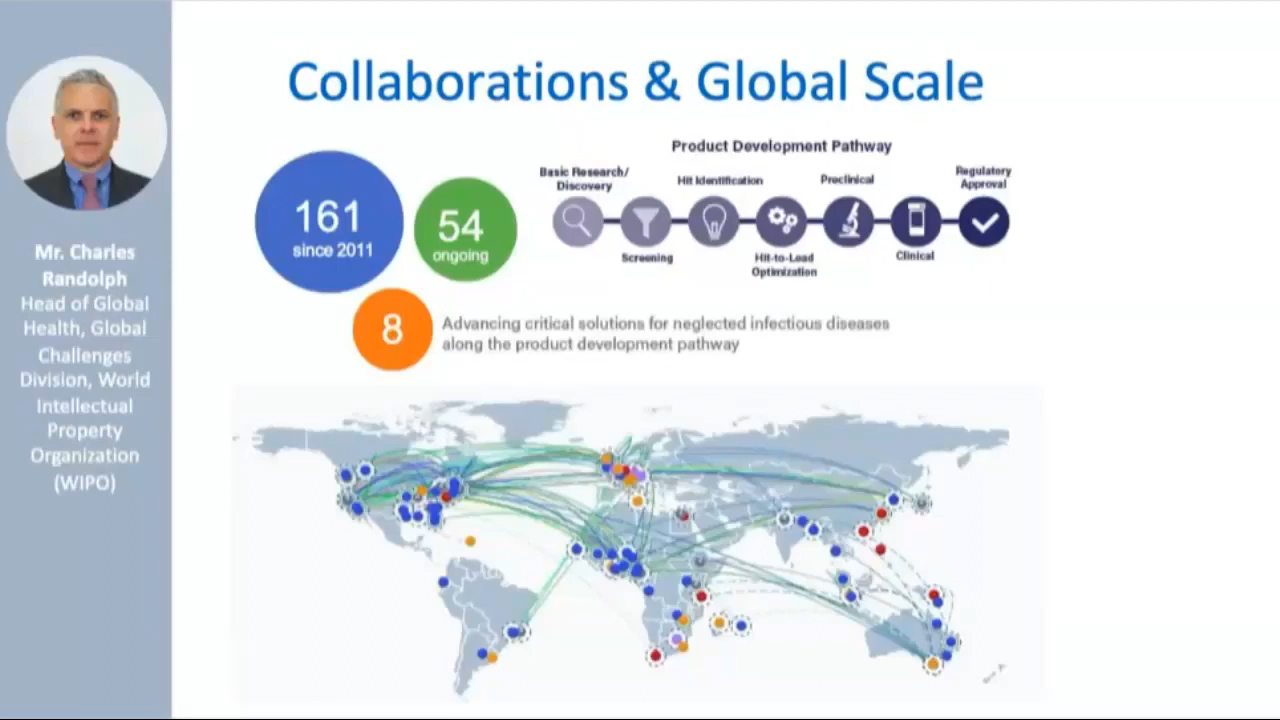 Collaborations & Global Scale
Mr. Charles
Randolph
Head of Global
Health, Global
Challenges
Division, World
Intellectual
Property
Organization
(WIPO)
161
since 2011
54
ongoing
8
Product Development Pathway
Basic Research/
Discovery
Screening
Hit Identification
Hit-to-Lead
Optimization
Preclinical
Clinical
Regulatory
Approval
Advancing critical solutions for neglected infectious diseases
along the product development pathway